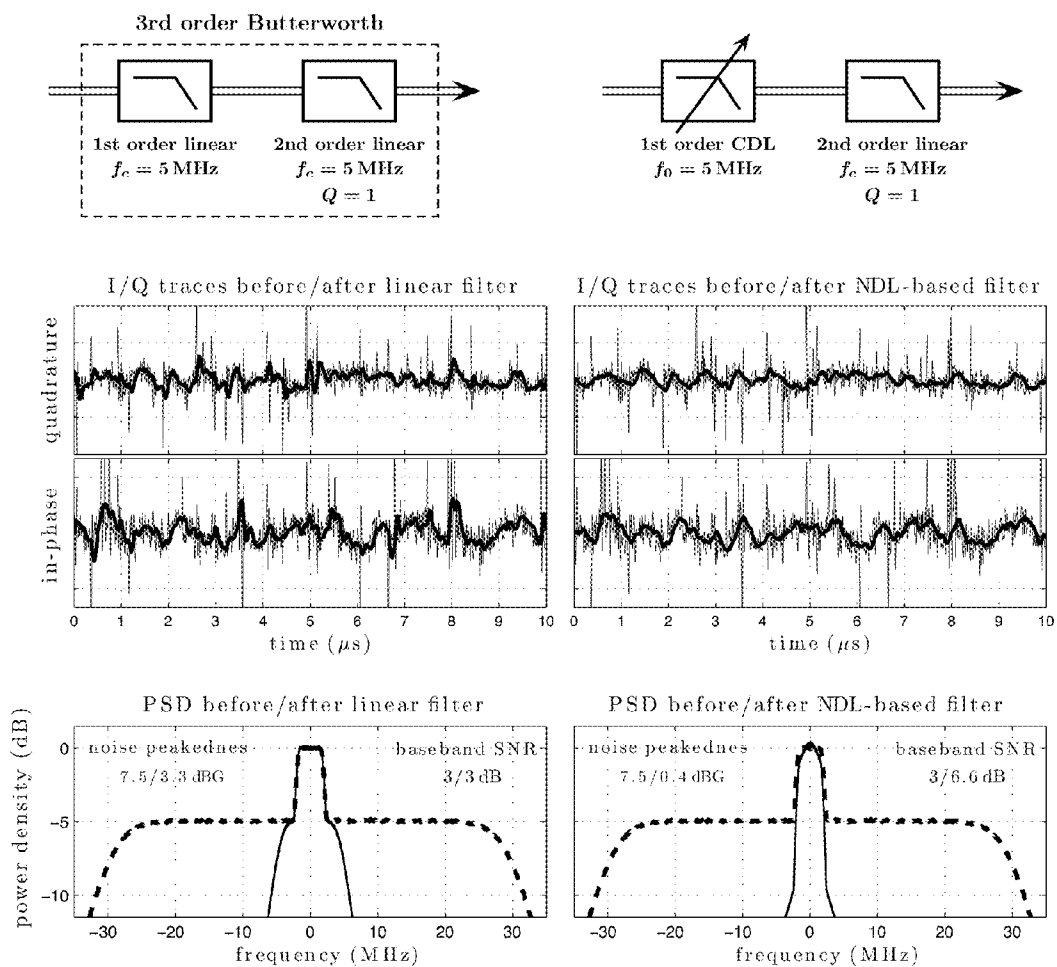 3rd order Butterworth
1st order linear
f_c = 5 MHz
2nd order linear
f_c = 5 MHz
Q = 1
1st order CDL
f_0 = 5 MHz
2nd order linear
f_c = 5 MHz
Q = 1
I/Q traces before/after linear filter
quadrature
in-phase
0 1 2 3 4 5 6 7 8 9 10
time (μs)
I/Q traces before/after NDL-based filter
0 1 2 3 4 5 6 7 8 9 10
time (μs)
PSD before/after linear filter
power density (dB)
0
−5
−10
noise peakednes
7.5/3.3 dBG
baseband SNR
3/3 dB
−30 −20 −10 0 10 20 30
frequency (MHz)
PSD before/after NDL-based filter
0
−5
−10
noise peakednes
7.5/0.4 dBG
baseband SNR
3/6.6 dB
−30 −20 −10 0 10 20 30
frequency (MHz)